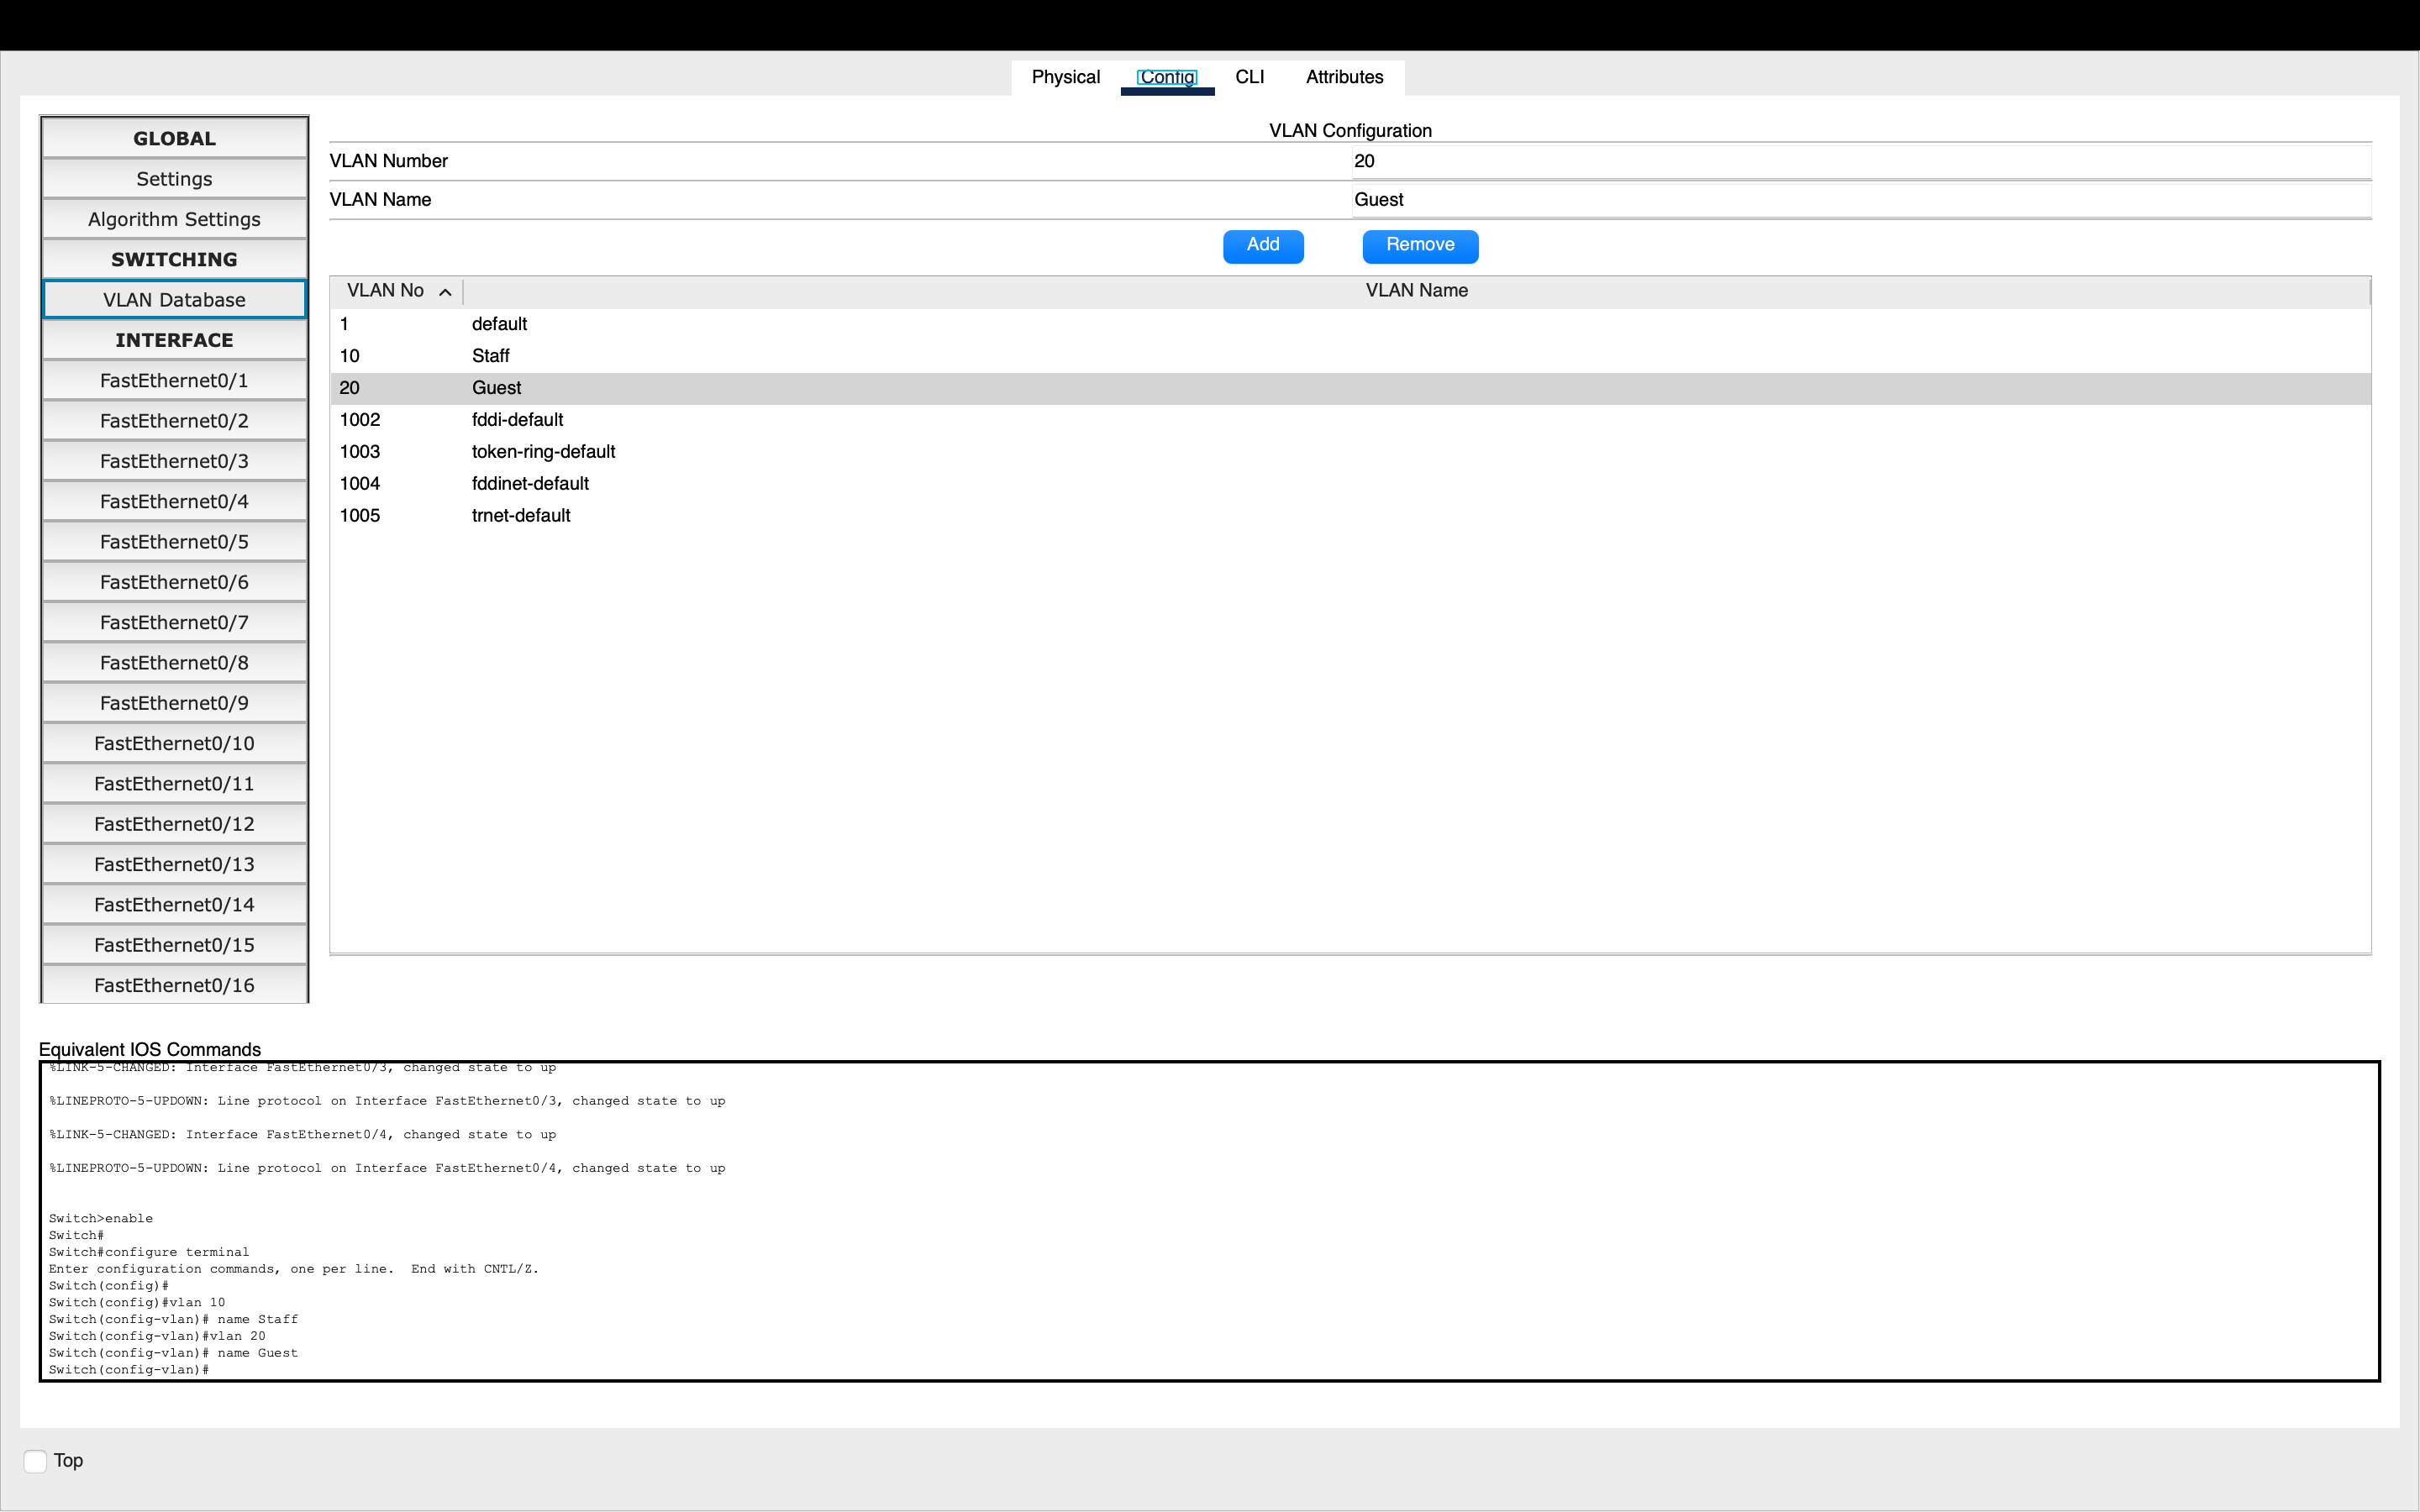 Physical Config CLI Attributes
GLOBAL
Settings
Algorithm Settings
SWITCHING
VLAN Database
INTERFACE
FastEthernet0/1
FastEthernet0/2
FastEthernet0/3
FastEthernet0/4
FastEthernet0/5
FastEthernet0/6
FastEthernet0/7
FastEthernet0/8
FastEthernet0/9
FastEthernet0/10
FastEthernet0/11
FastEthernet0/12
FastEthernet0/13
FastEthernet0/14
FastEthernet0/15
FastEthernet0/16
VLAN Configuration
VLAN Number 20
VLAN Name Guest
Add Remove
VLAN No VLAN Name
1 default
10 Staff
20 Guest
1002 fddi-default
1003 token-ring-default
1004 fddinet-default
1005 trnet-default
Equivalent IOS Commands
%LINK-5-CHANGED: Interface FastEthernet0/3, changed state to up
%LINEPROTO-5-UPDOWN: Line protocol on Interface FastEthernet0/3, changed state to up
%LINK-5-CHANGED: Interface FastEthernet0/4, changed state to up
%LINEPROTO-5-UPDOWN: Line protocol on Interface FastEthernet0/4, changed state to up
Switch>enable
Switch#
Switch#configure terminal
Enter configuration commands, one per line.  End with CNTL/Z.
Switch(config)#
Switch(config)#vlan 10
Switch(config-vlan)# name Staff
Switch(config-vlan)#vlan 20
Switch(config-vlan)# name Guest
Switch(config-vlan)#
Top